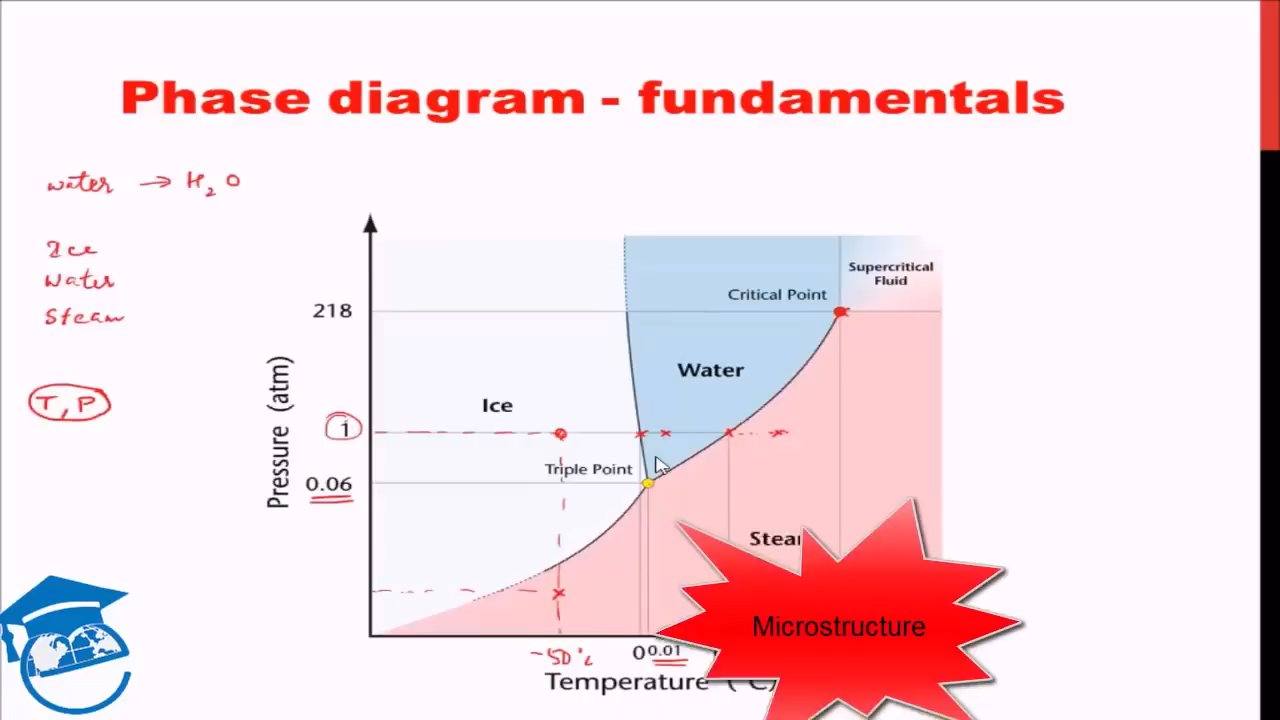 Phase diagram - fundamentals
water → H₂O
Ice
Water
Steam
T, P
Supercritical
Fluid
Critical Point
218
Water
Ice
1
Triple Point
0.06
Pressure (atm)
Microstructure
-50°c
0 0.01
Temperature